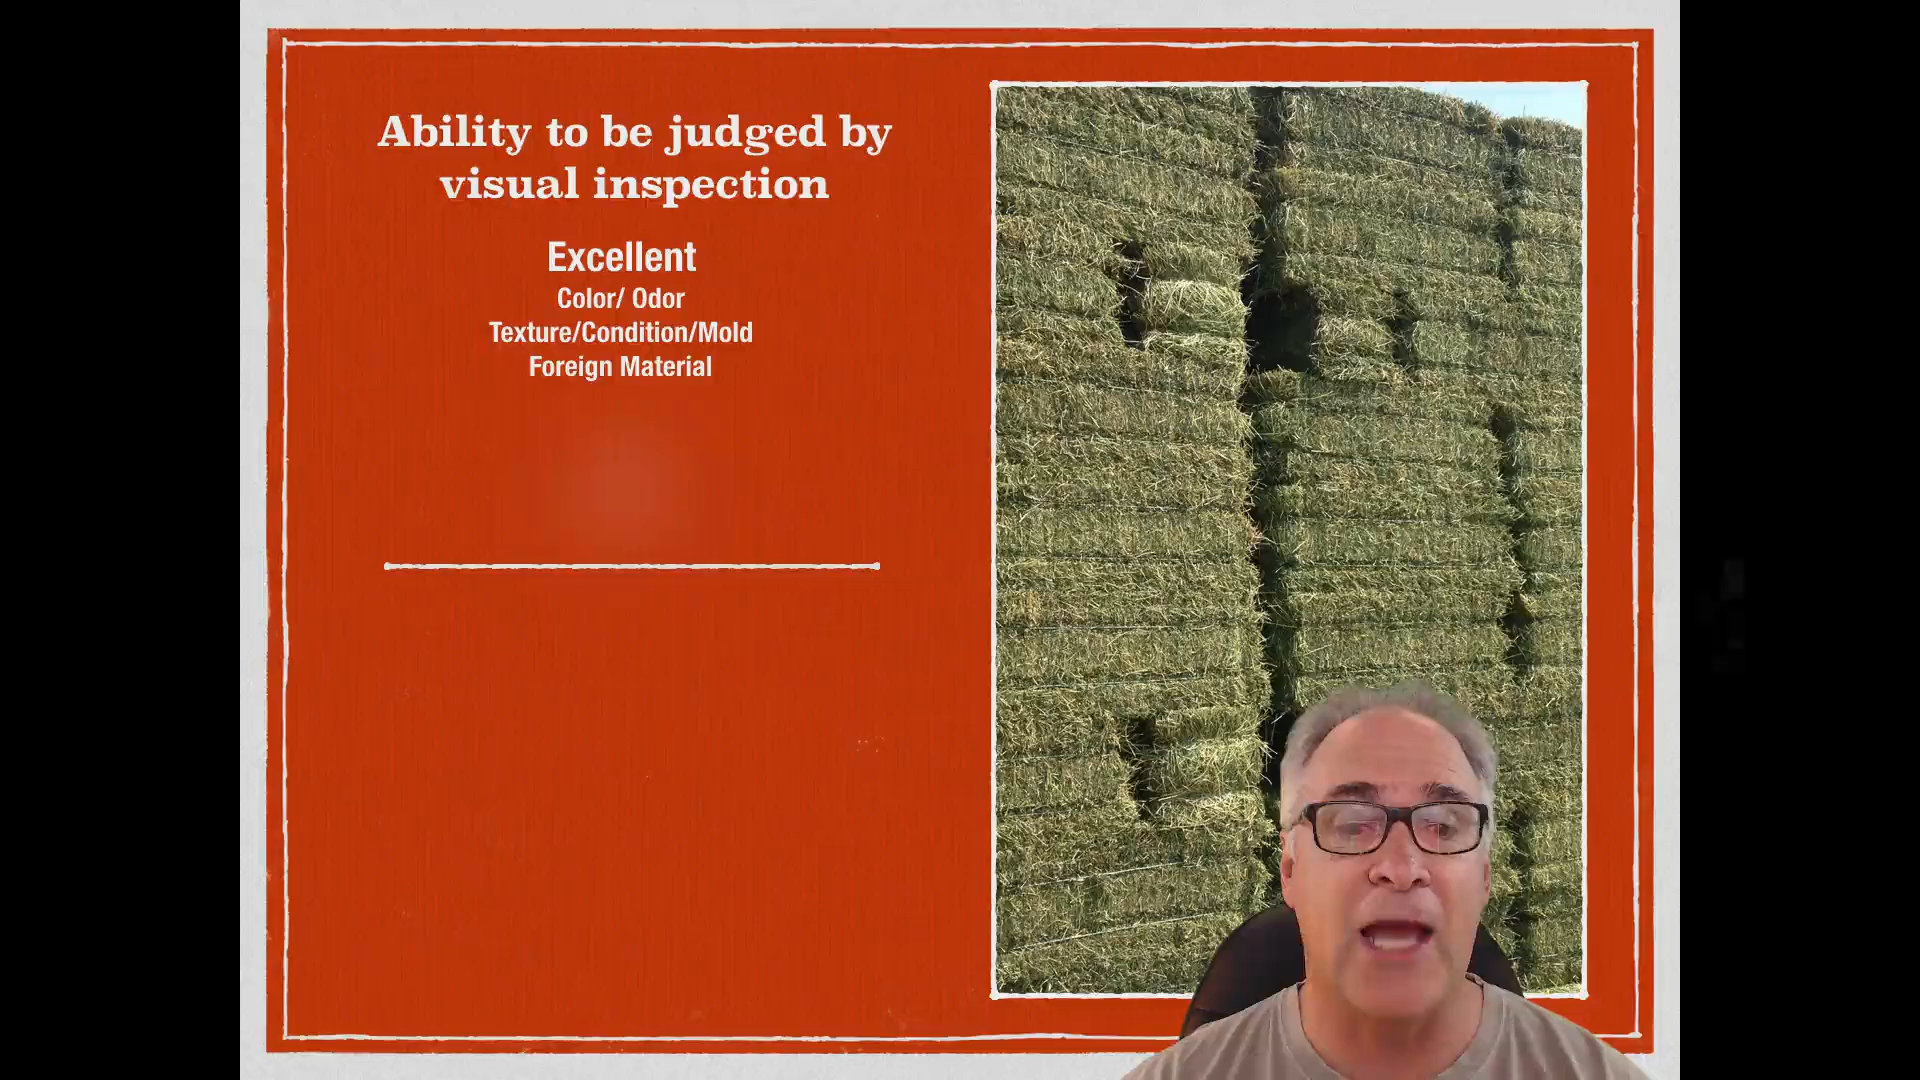 Ability to be judged by
visual inspection
Excellent
Color/ Odor
Texture/Condition/Mold
Foreign Material